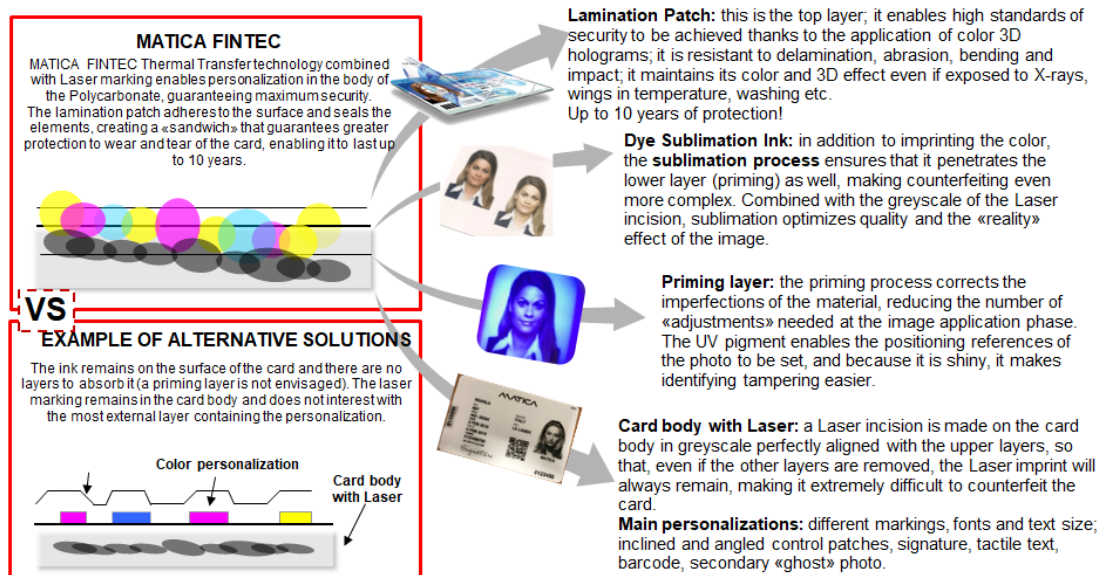 MATICA FINTEC
MATICA FINTEC Thermal Transfer technology combined
with Laser marking enables personalization in the body of
the Polycarbonate, guaranteeing maximum security.
The lamination patch adheres to the surface and seals the
elements, creating a «sandwich» that guarantees greater
protection to wear and tear of the card, enabling it to last up
to 10 years.
VS
EXAMPLE OF ALTERNATIVE SOLUTIONS
The ink remains on the surface of the card and there are no
layers to absorb it (a priming layer is not envisaged). The laser
marking remains in the card body and does not interest with
the most external layer containing the personalization.
Color personalization
Card body
with Laser
Lamination Patch: this is the top layer; it enables high standards of
security to be achieved thanks to the application of color 3D
holograms; it is resistant to delamination, abrasion, bending and
impact; it maintains its color and 3D effect even if exposed to X-rays,
wings in temperature, washing etc.
Up to 10 years of protection!
Dye Sublimation Ink: in addition to imprinting the color,
the sublimation process ensures that it penetrates the
lower layer (priming) as well, making counterfeiting even
more complex. Combined with the greyscale of the Laser
incision, sublimation optimizes quality and the «reality»
effect of the image.
Priming layer: the priming process corrects the
imperfections of the material, reducing the number of
«adjustments» needed at the image application phase.
The UV pigment enables the positioning references of
the photo to be set, and because it is shiny, it makes
identifying tampering easier.
MATICA
Card body with Laser: a Laser incision is made on the card
body in greyscale perfectly aligned with the upper layers, so
that, even if the other layers are removed, the Laser imprint will
always remain, making it extremely difficult to counterfeit the
card.
Main personalizations: different markings, fonts and text size;
inclined and angled control patches, signature, tactile text,
barcode, secondary «ghost» photo.